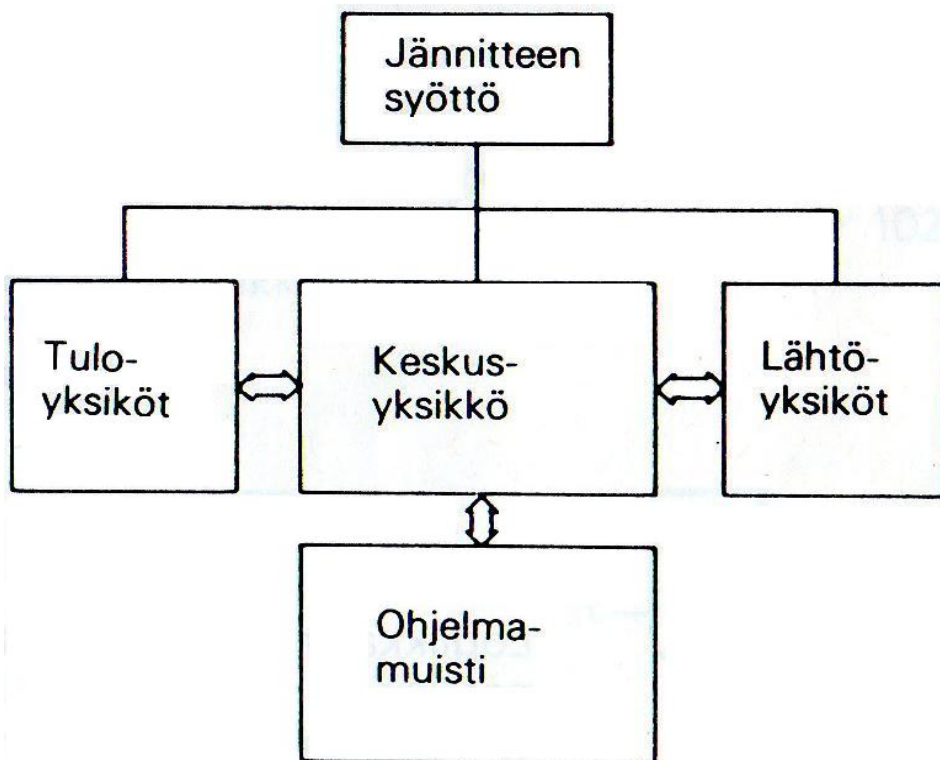 Jännitteen
syöttö
Tulo-
yksiköt
Keskus-
yksikkö
Lähtö-
yksiköt
Ohjelma-
muisti